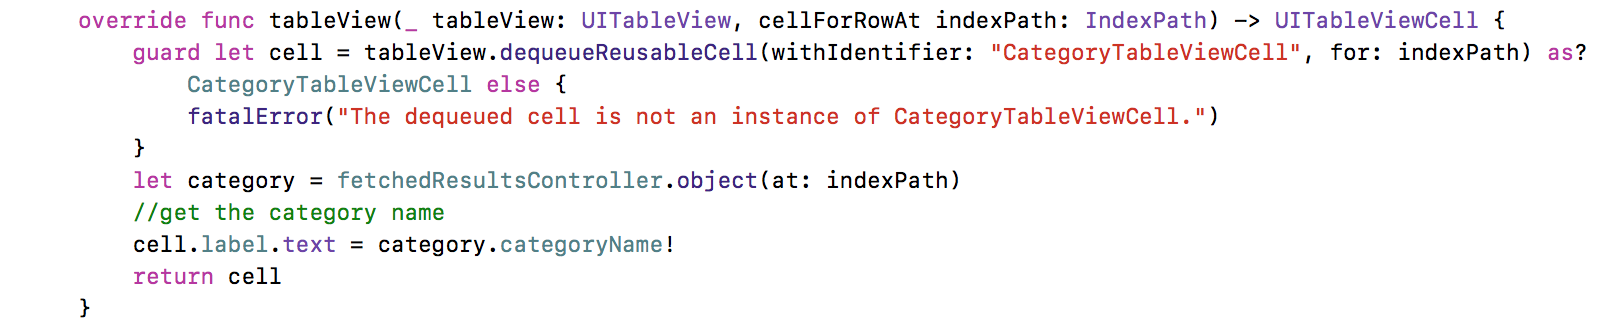 override func tableView(_ tableView: UITableView, cellForRowAt indexPath: IndexPath) -> UITableViewCell {
guard let cell = tableView.dequeueReusableCell(withIdentifier: "CategoryTableViewCell", for: indexPath) as?
CategoryTableViewCell else {
fatalError("The dequeued cell is not an instance of CategoryTableViewCell.")
}
let category = fetchedResultsController.object(at: indexPath)
//get the category name
cell.label.text = category.categoryName!
return cell
}